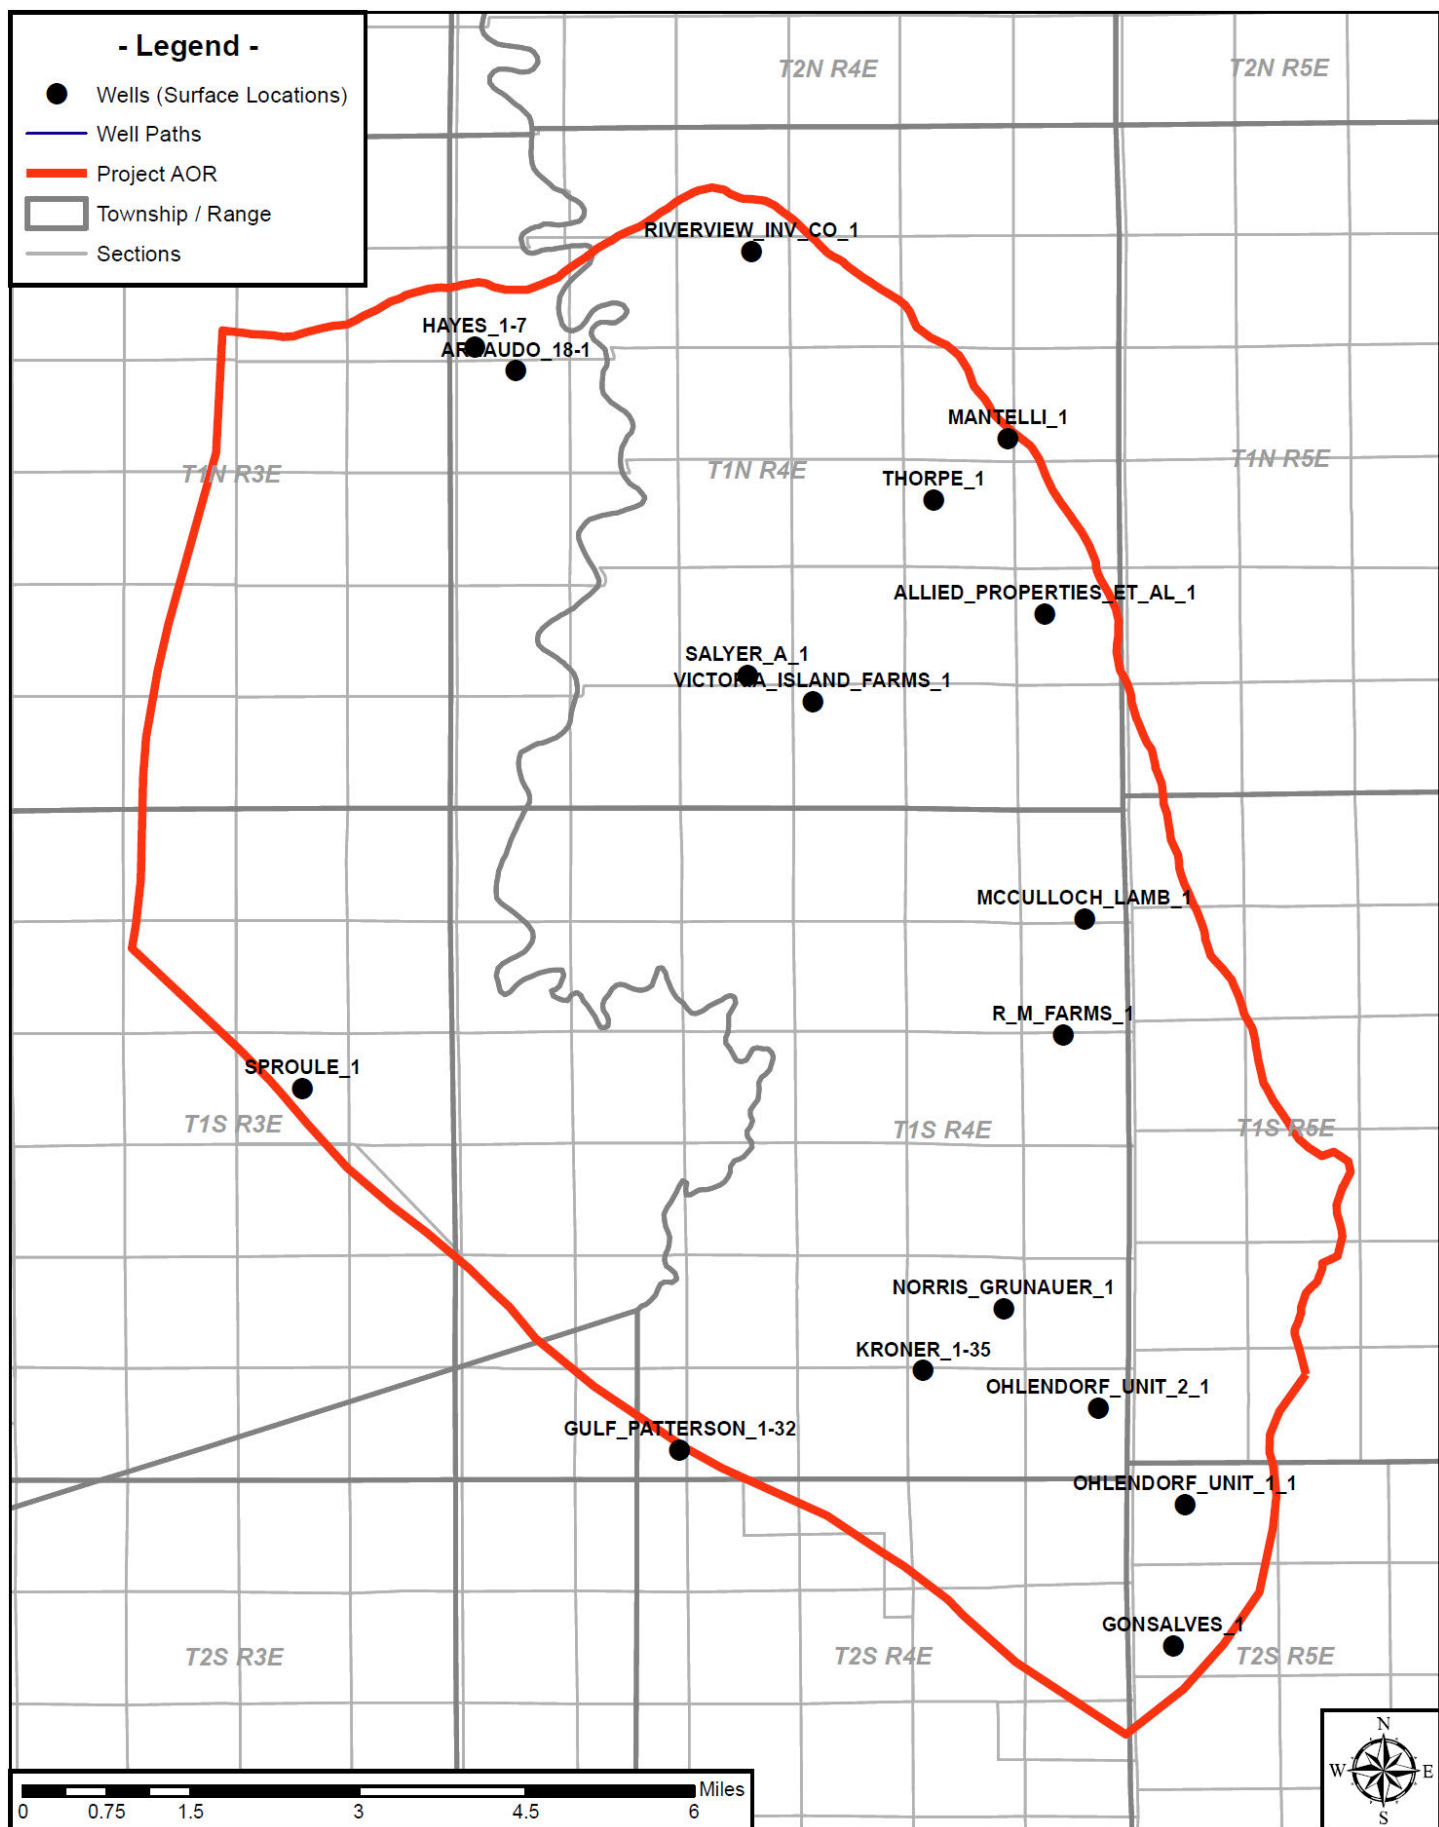 - Legend -
Wells (Surface Locations)
Well Paths
Project AOR
Township / Range
Sections
T2N R4E
T2N R5E
RIVERVIEW_INV_CO_1
HAYES_1-7
ARNAUDO_18-1
MANTELLI_1
T1N R3E
T1N R4E
T1N R5E
THORPE_1
ALLIED_PROPERTIES_ET_AL_1
SALYER_A_1
VICTORIA_ISLAND_FARMS_1
MCCULLOCH_LAMB_1
R_M_FARMS_1
SPROULE_1
T1S R3E
T1S R4E
T1S R5E
NORRIS_GRUNAUER_1
KRONER_1-35
OHLENDORF_UNIT_2_1
GULF_PATTERSON_1-32
OHLENDORF_UNIT_1_1
GONSALVES_1
T2S R3E
T2S R4E
T2S R5E
N
W E
S
Miles
0 0.75 1.5 3 4.5 6